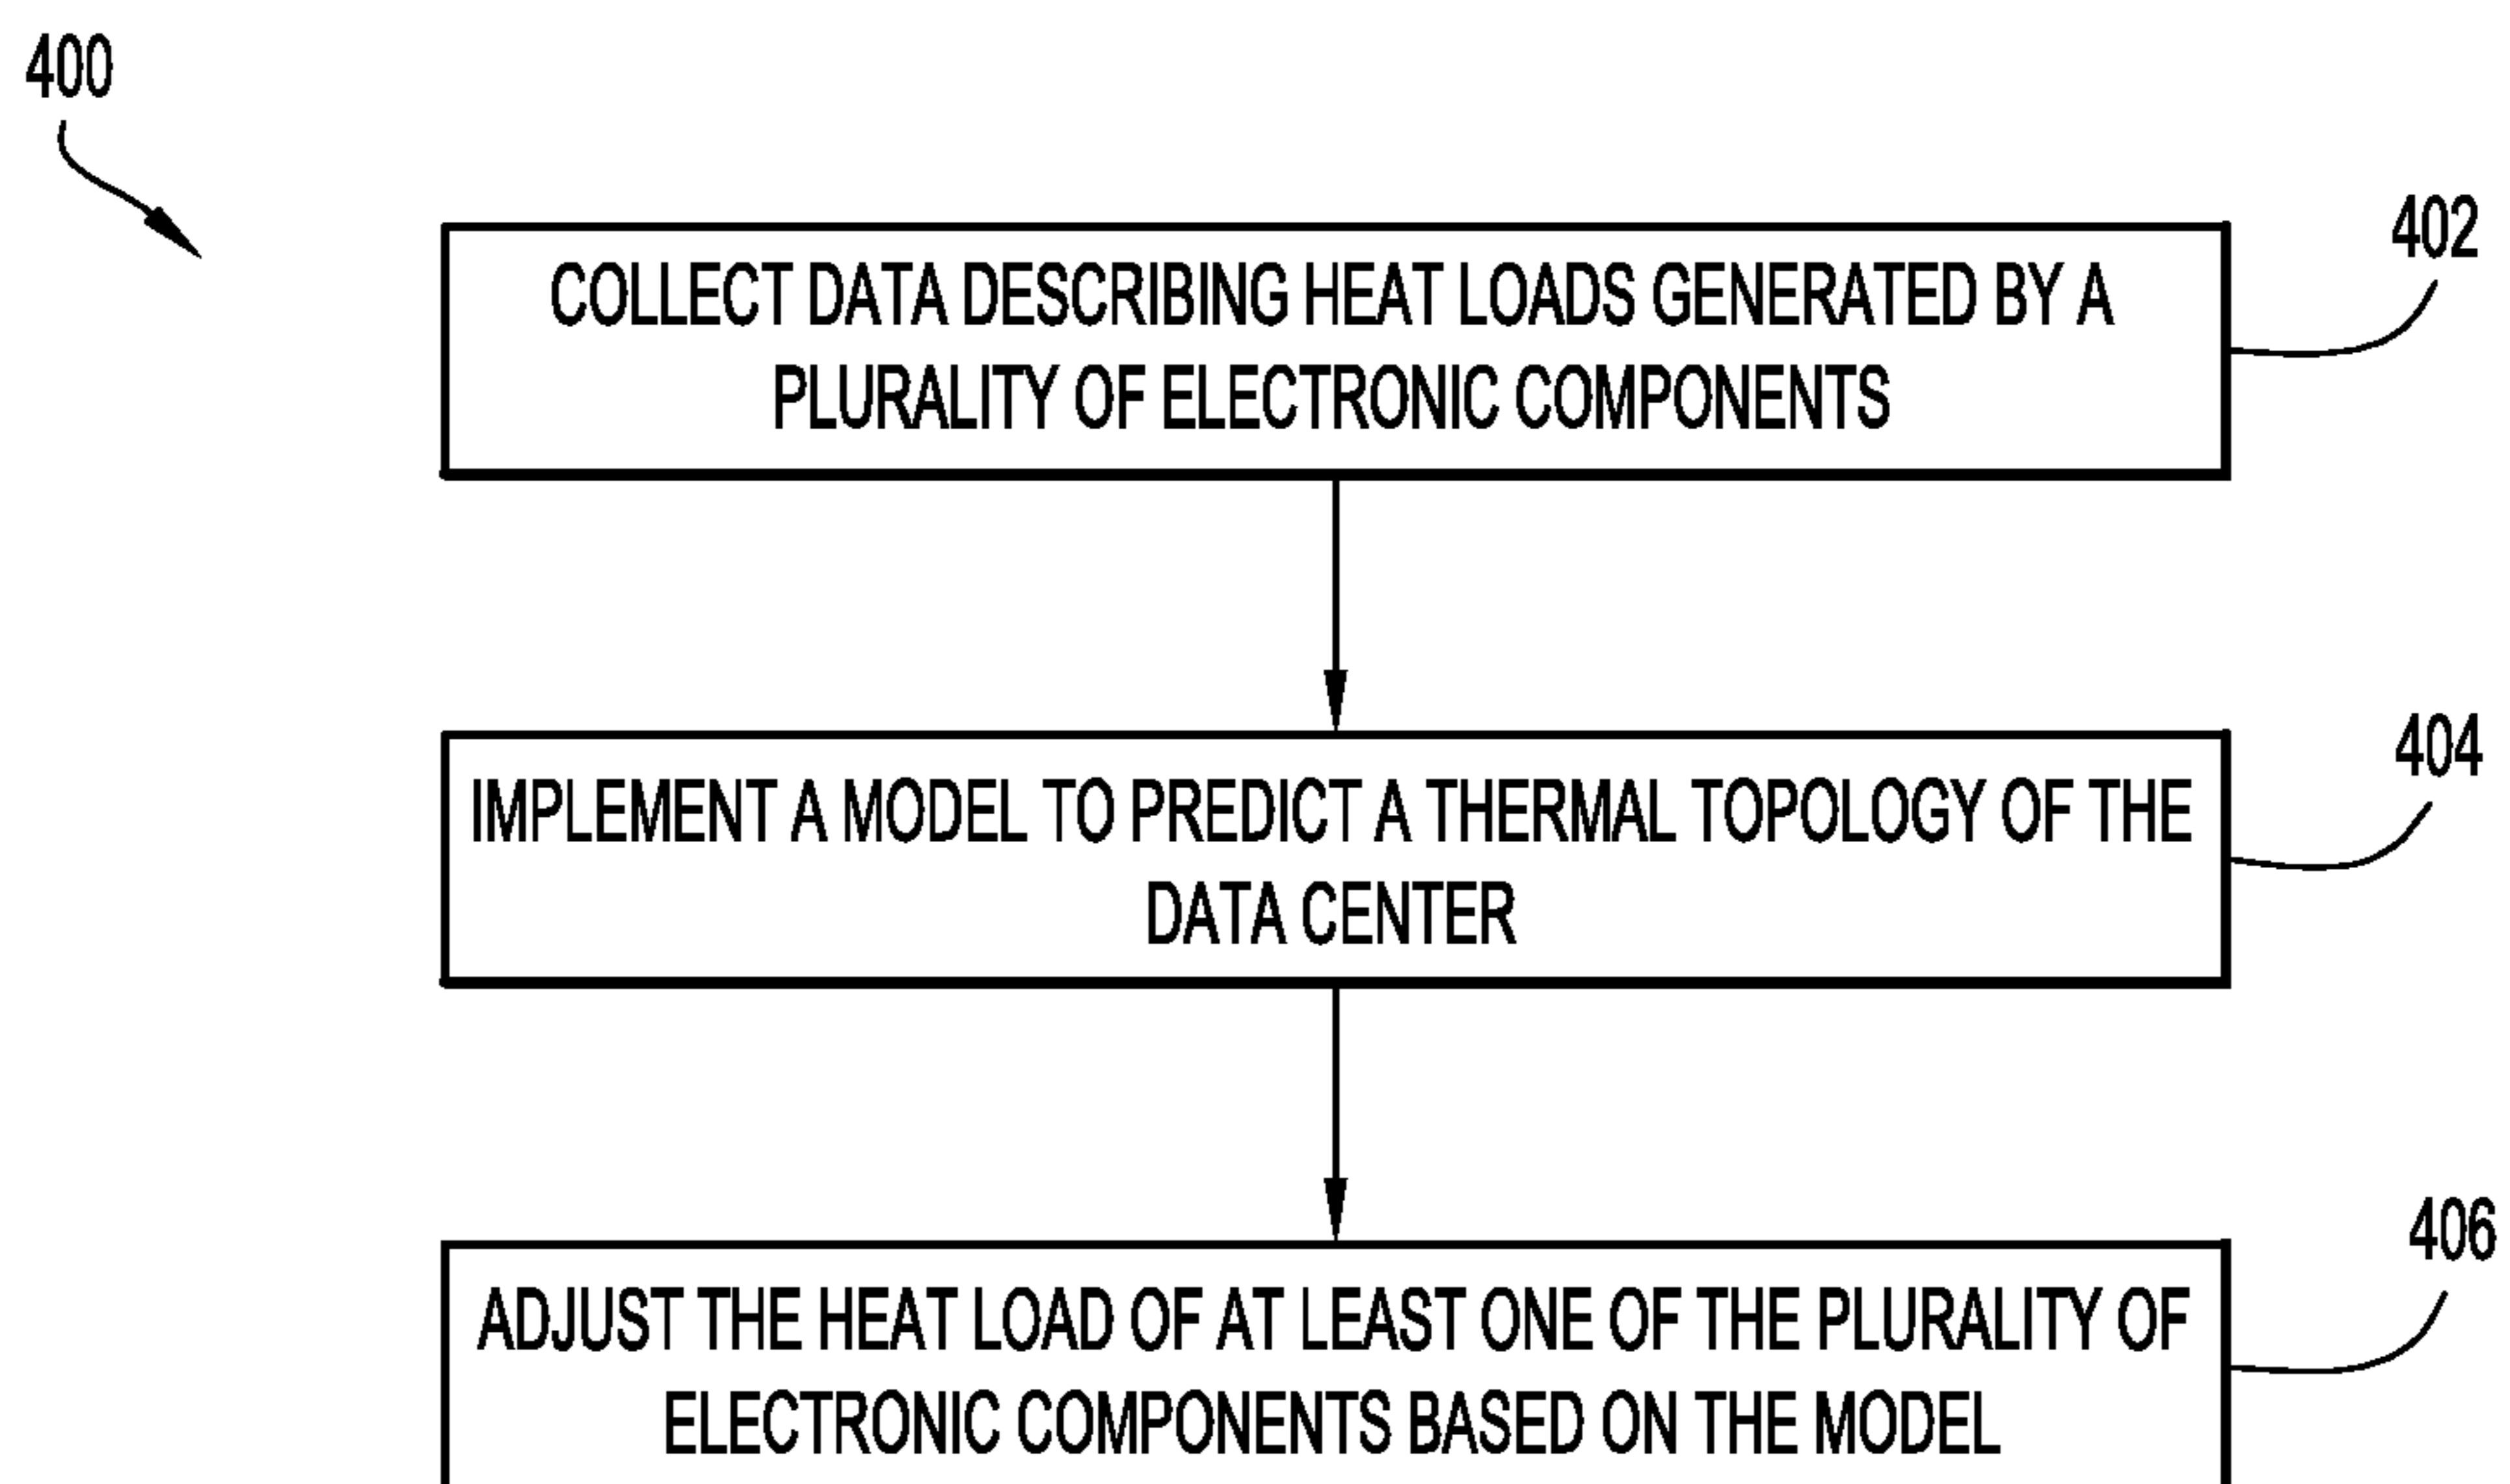 400
402
COLLECT DATA DESCRIBING HEAT LOADS GENERATED BY A
PLURALITY OF ELECTRONIC COMPONENTS
404
IMPLEMENT A MODEL TO PREDICT A THERMAL TOPOLOGY OF THE
DATA CENTER
406
ADJUST THE HEAT LOAD OF AT LEAST ONE OF THE PLURALITY OF
ELECTRONIC COMPONENTS BASED ON THE MODEL